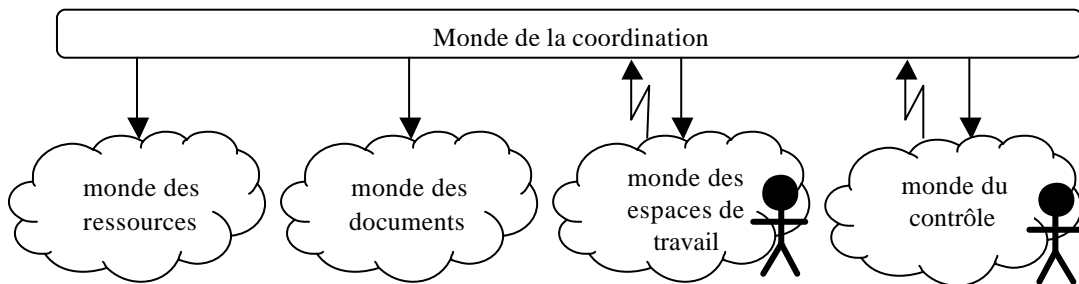 Monde de la coordination
monde des
ressources
monde des
documents
monde des
espaces de
travail
monde du
contrôle